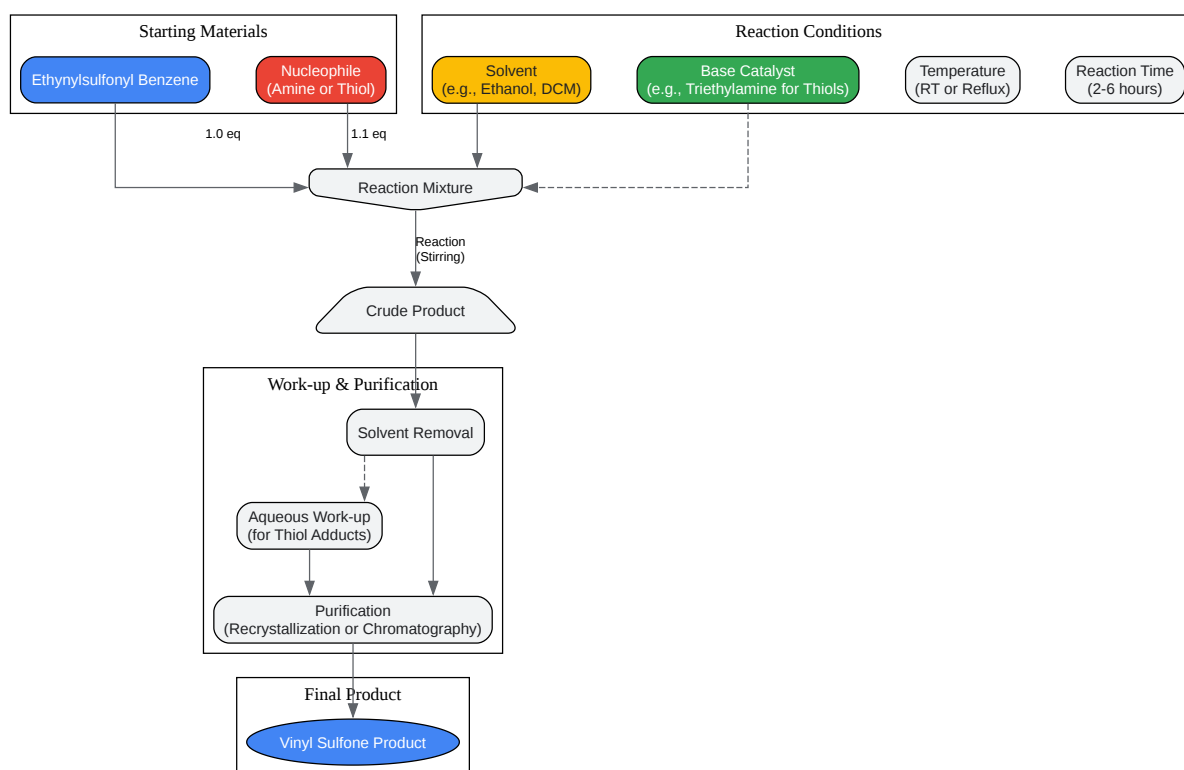 Starting Materials
Reaction Conditions
Ethynylsulfonyl Benzene
Nucleophile
(Amine or Thiol)
Solvent
(e.g., Ethanol, DCM)
Base Catalyst
(e.g., Triethylamine for Thiols)
Temperature
(RT or Reflux)
Reaction Time
(2-6 hours)
1.0 eq
1.1 eq
Reaction Mixture
Reaction
(Stirring)
Crude Product
Work-up & Purification
Solvent Removal
Aqueous Work-up
(for Thiol Adducts)
Purification
(Recrystallization or Chromatography)
Final Product
Vinyl Sulfone Product